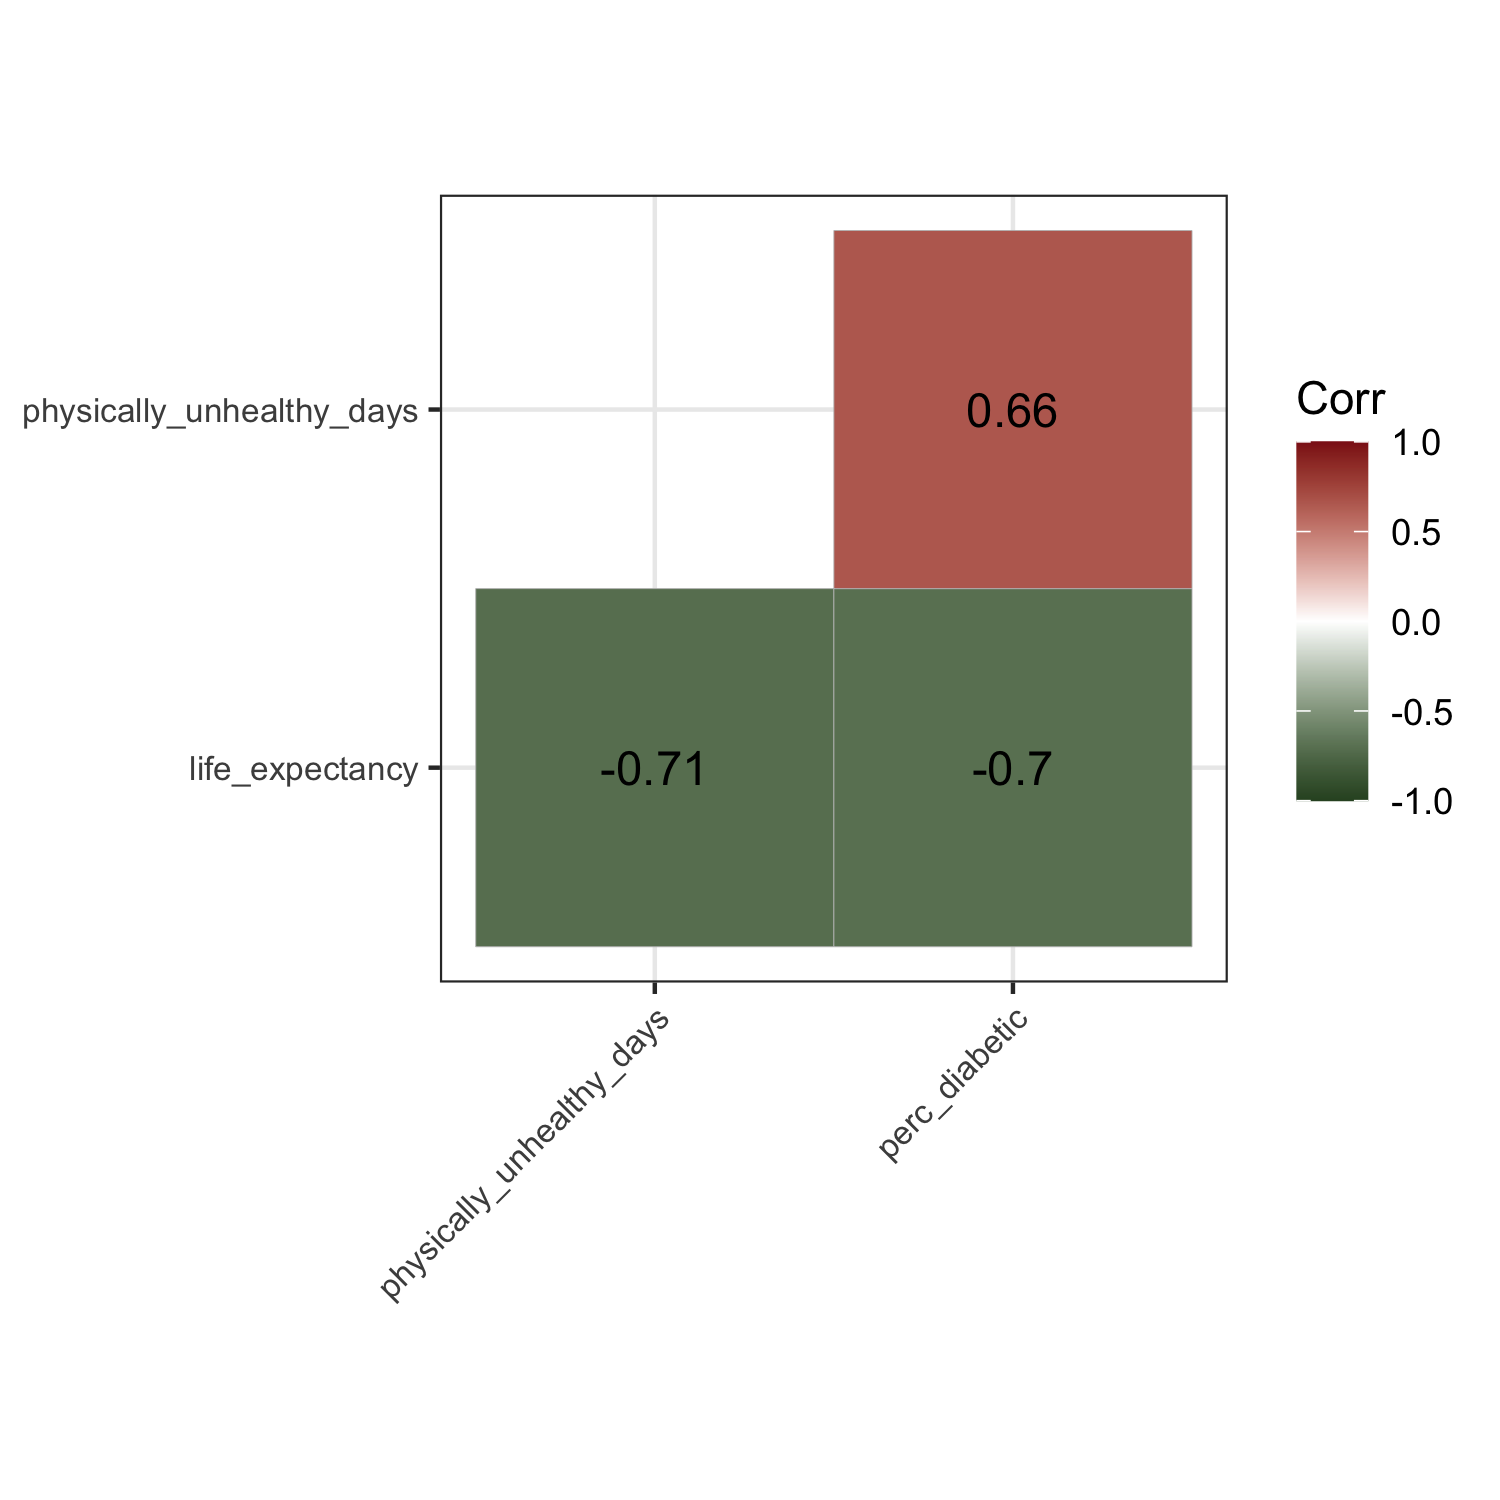 physically_unhealthy_days
life_expectancy
0.66
-0.71
-0.7
physically_unhealthy_days
perc_diabetic
Corr
1.0
0.5
0.0
-0.5
-1.0